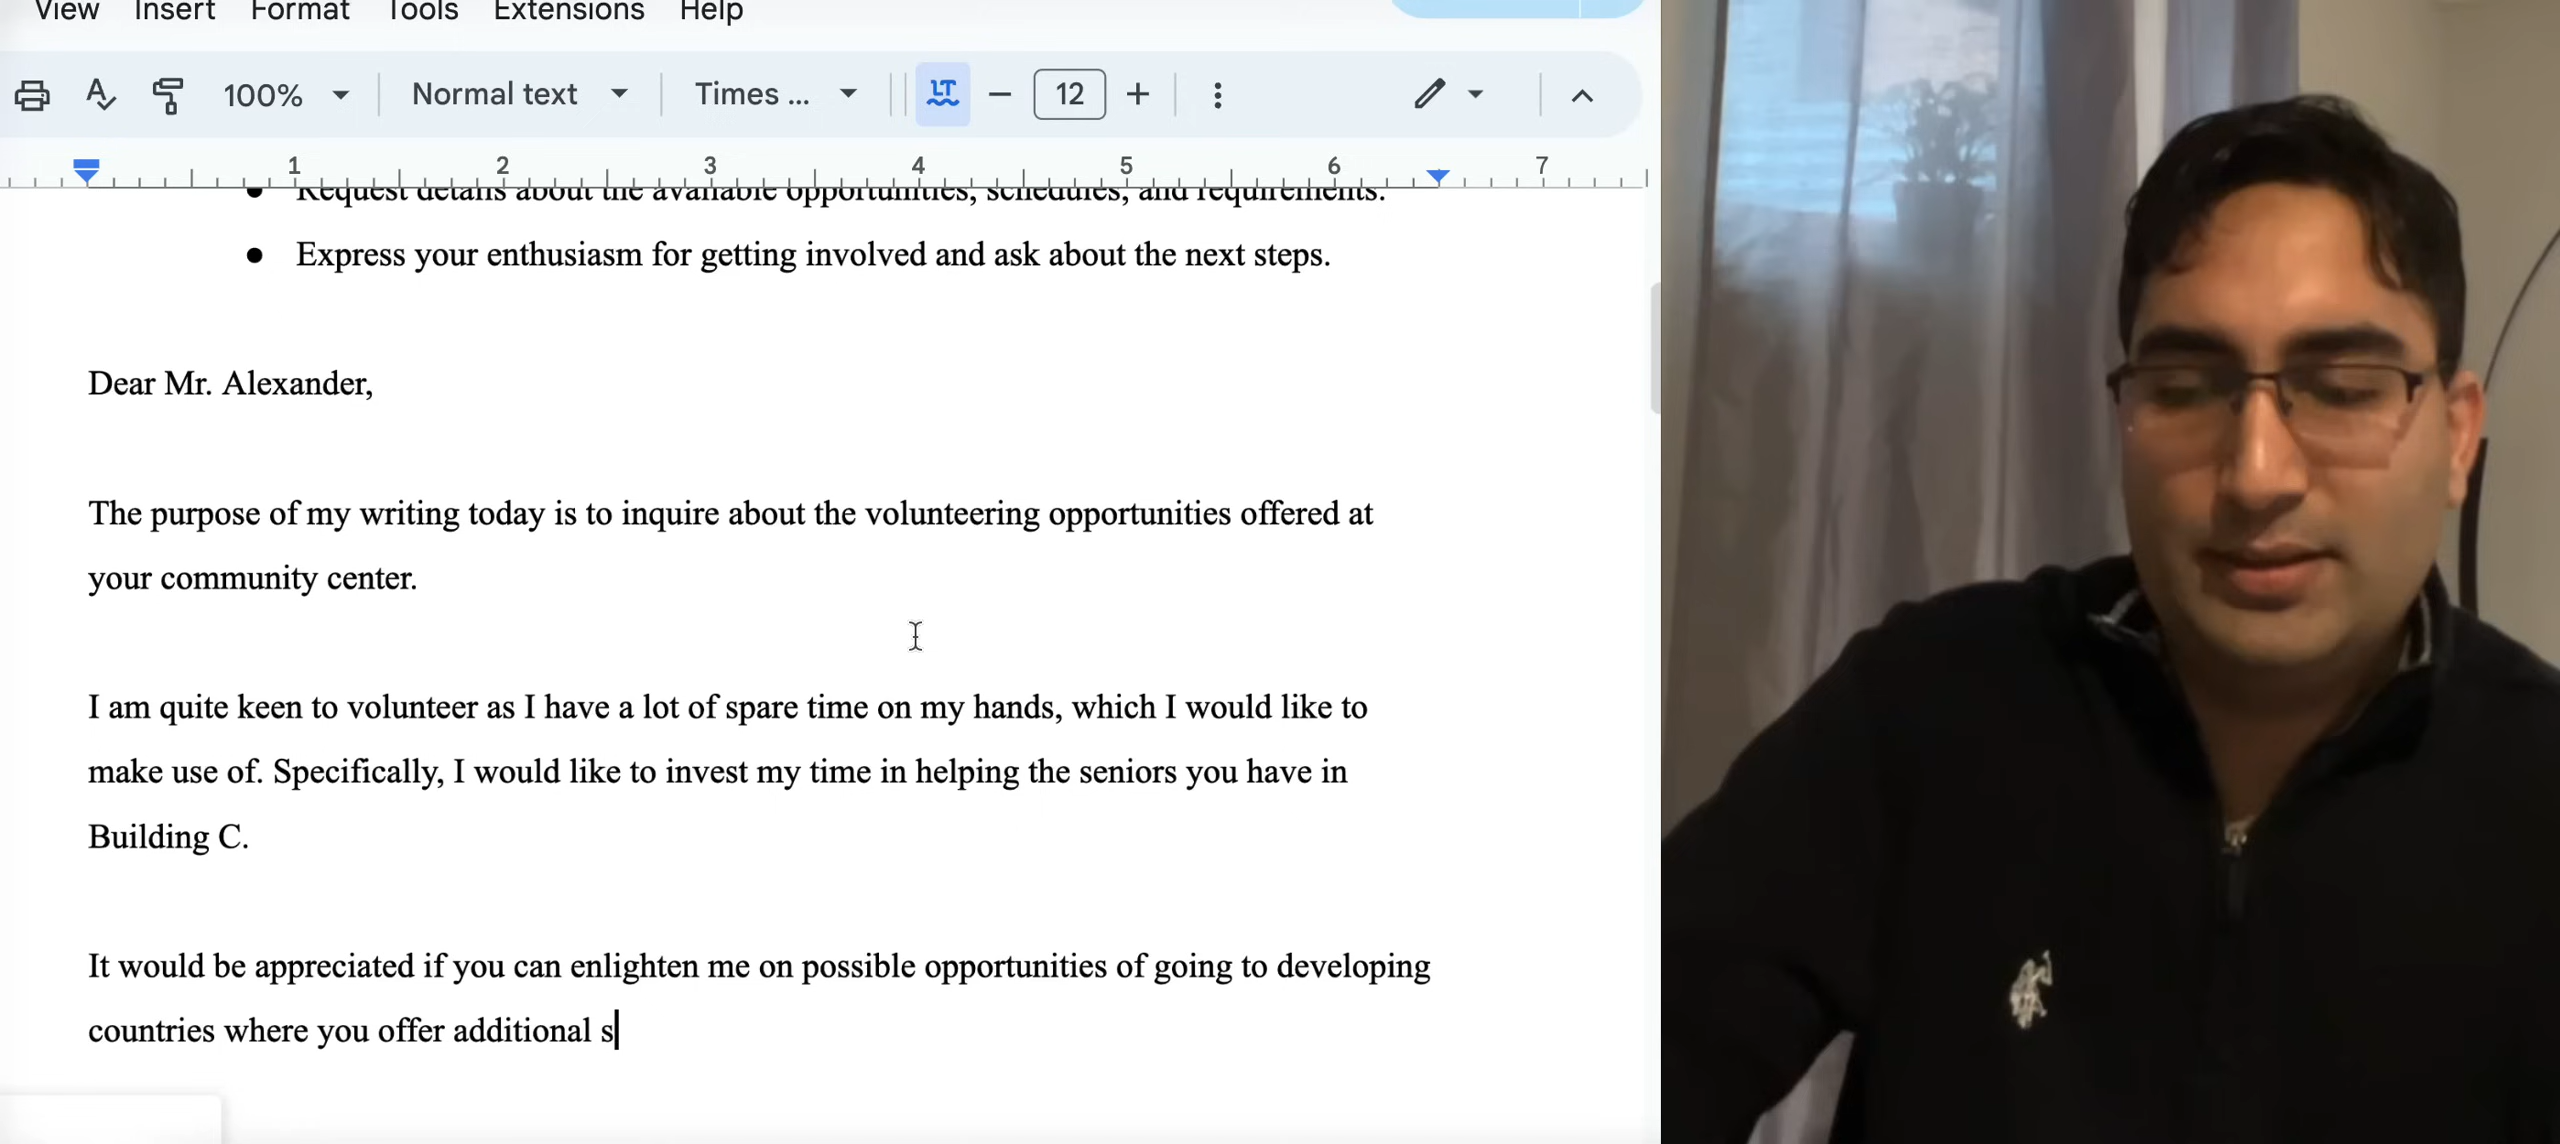 View Insert Format Tools Extensions Help
100% Normal text Times ... LT 12
1 2 3 4 5 6 7
● Request details about the available opportunities, schedules, and requirements.
● Express your enthusiasm for getting involved and ask about the next steps.
Dear Mr. Alexander,
The purpose of my writing today is to inquire about the volunteering opportunities offered at
your community center.
I am quite keen to volunteer as I have a lot of spare time on my hands, which I would like to
make use of. Specifically, I would like to invest my time in helping the seniors you have in
Building C.
It would be appreciated if you can enlighten me on possible opportunities of going to developing
countries where you offer additional s